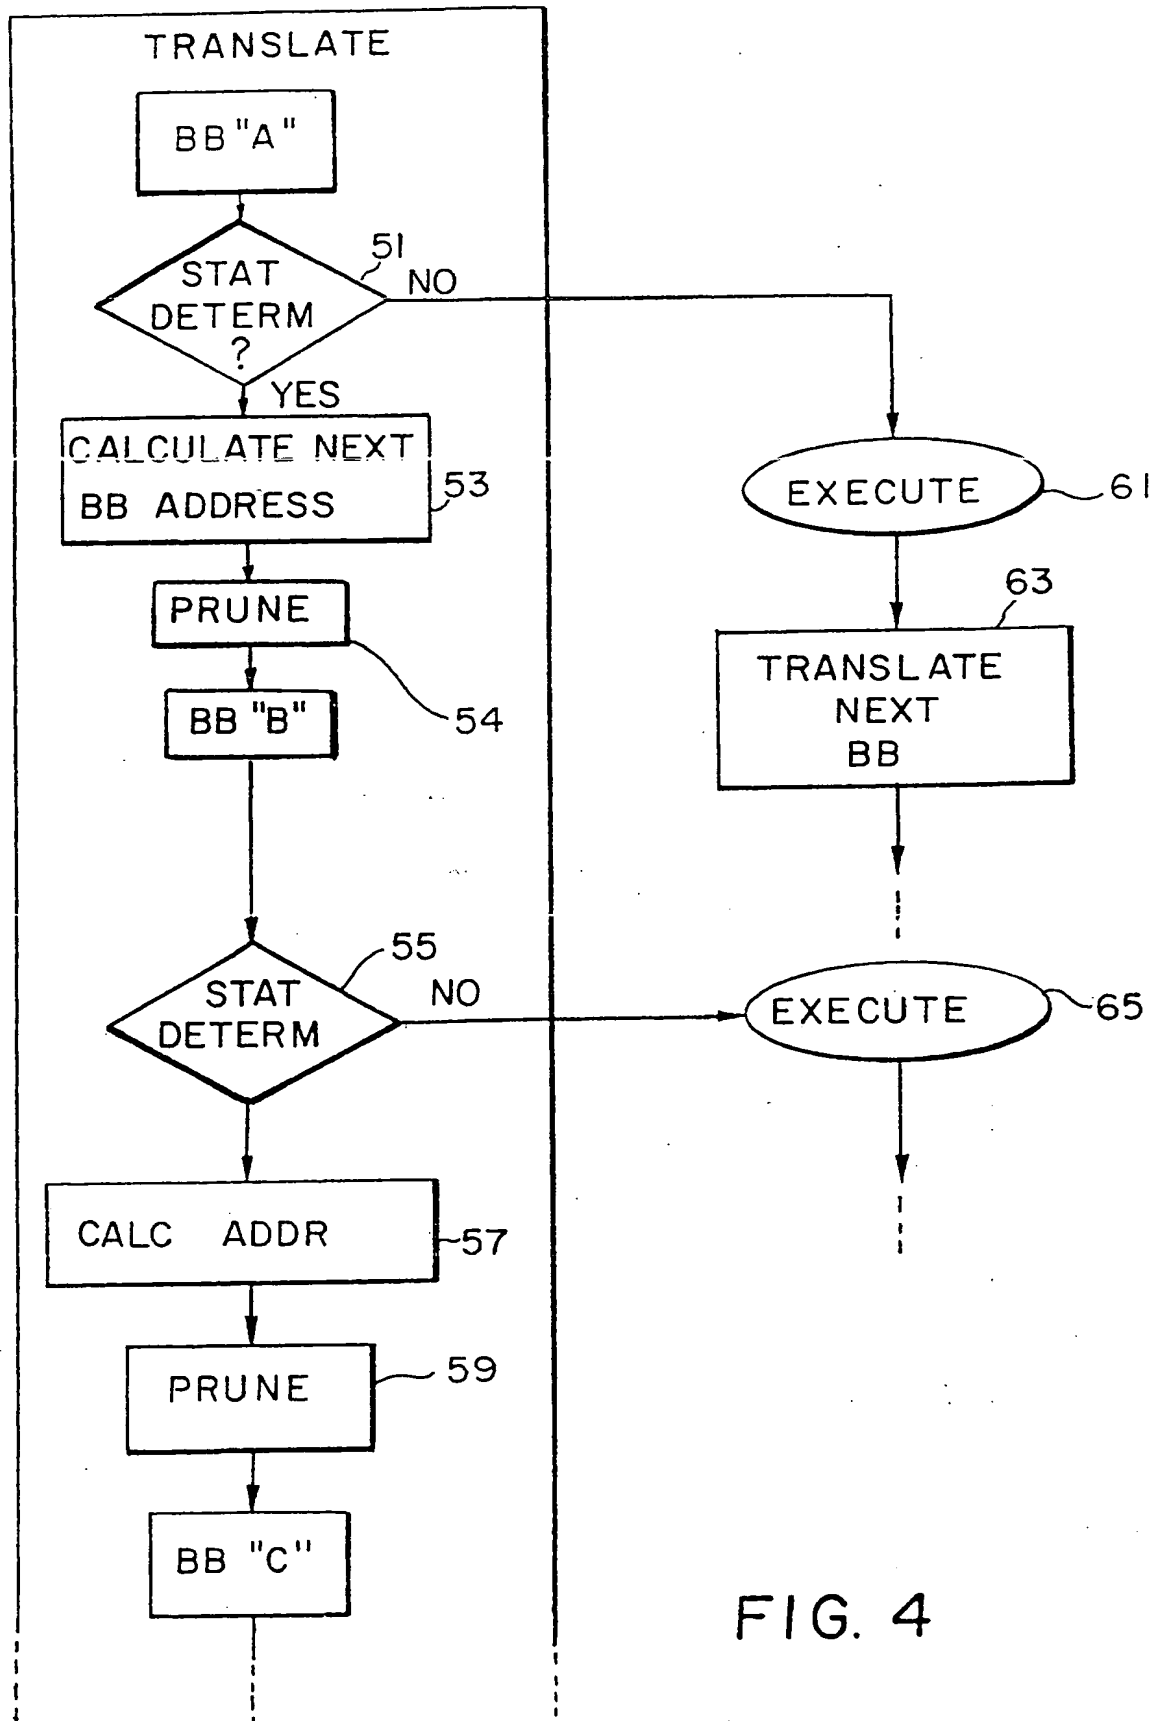 TRANSLATE
BB "A"
51
STAT
DETERM
?
NO
YES
CALCULATE NEXT
BB ADDRESS
53
EXECUTE
61
PRUNE
54
63
TRANSLATE
NEXT
BB
BB "B"
55
STAT
DETERM
NO
EXECUTE
65
CALC ADDR
57
PRUNE
59
BB "C"
FIG. 4